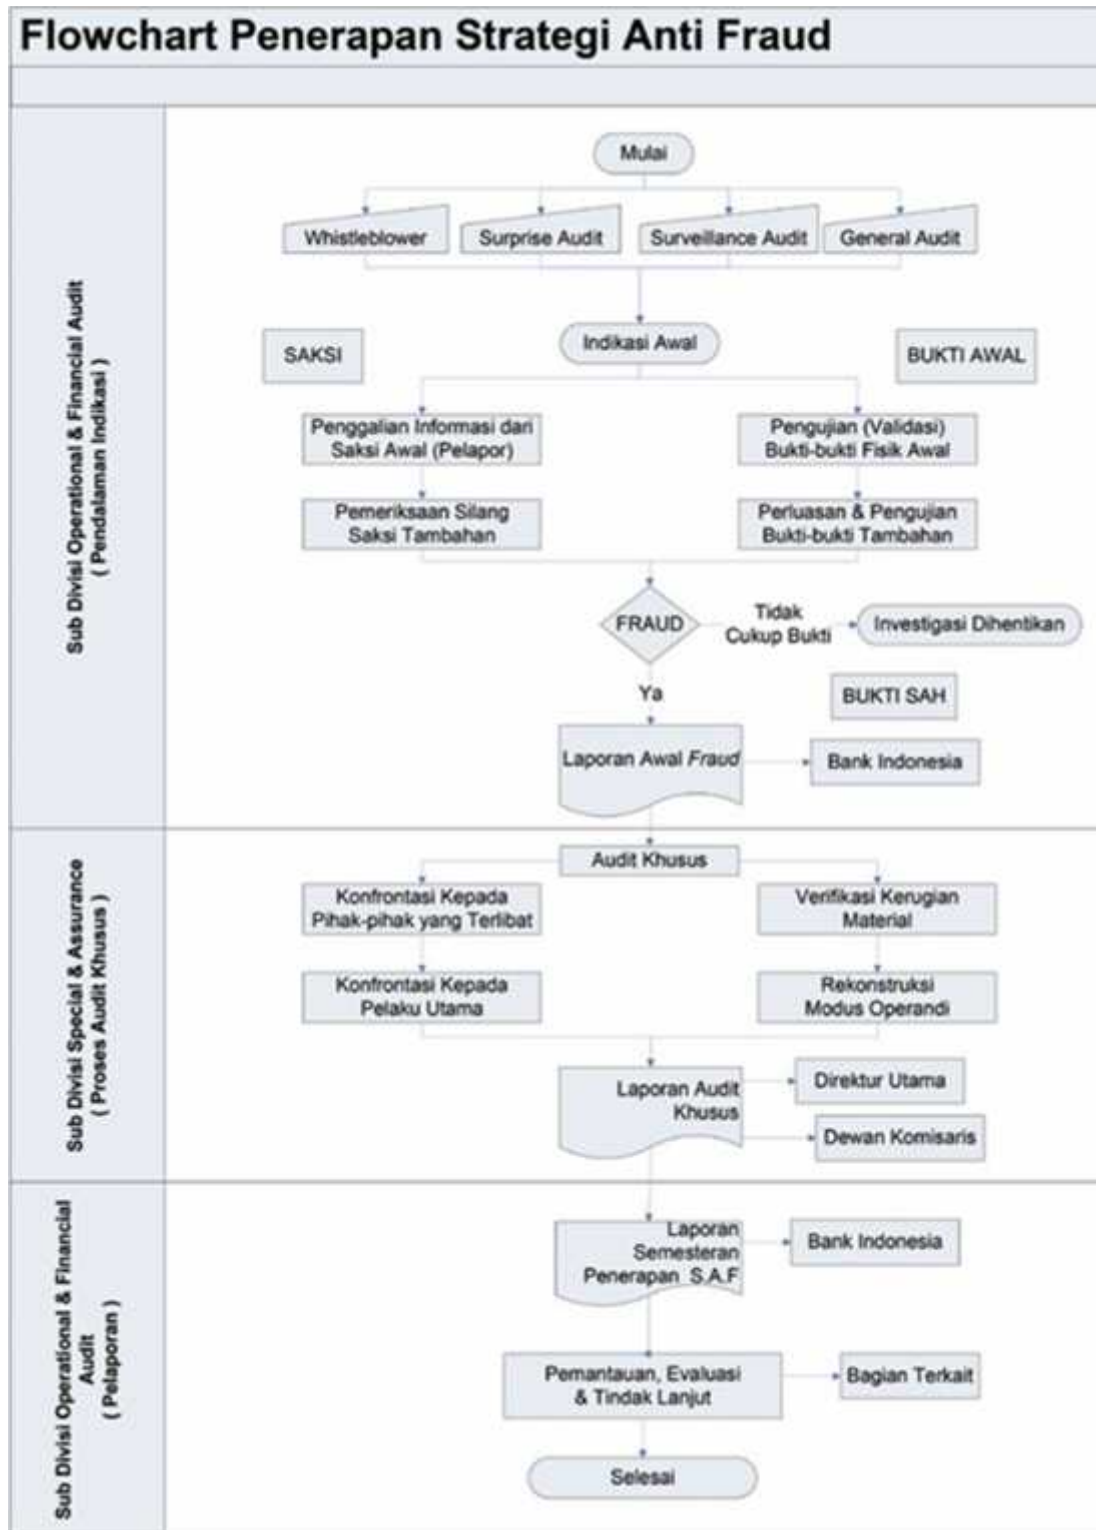 Flowchart Penerapan Strategi Anti Fraud
Sub Divisi Operational & Financial Audit
( Pendalaman Indikasi )
Mulai
Whistleblower
Surprise Audit
Surveillance Audit
General Audit
SAKSI
Indikasi Awal
BUKTI AWAL
Penggalian Informasi dari
Saksi Awal (Pelapor)
Pengujian (Validasi)
Bukti-bukti Fisik Awal
Pemeriksaan Silang
Saksi Tambahan
Perluasan & Pengujian
Bukti-bukti Tambahan
FRAUD
Tidak
Cukup Bukti
Investigasi Dihentikan
Ya
BUKTI SAH
Laporan Awal Fraud
Bank Indonesia
Sub Divisi Special & Assurance
( Proses Audit Khusus )
Audit Khusus
Konfrontasi Kepada
Pihak-pihak yang Terlibat
Verifikasi Kerugian
Material
Konfrontasi Kepada
Pelaku Utama
Rekonstruksi
Modus Operandi
Laporan Audit
Khusus
Direktur Utama
Dewan Komisaris
Sub Divisi Operational & Financial
Audit
( Pelaporan )
Laporan
Semesteran
Penerapan S.A.F
Bank Indonesia
Pemantauan, Evaluasi
& Tindak Lanjut
Bagian Terkait
Selesai